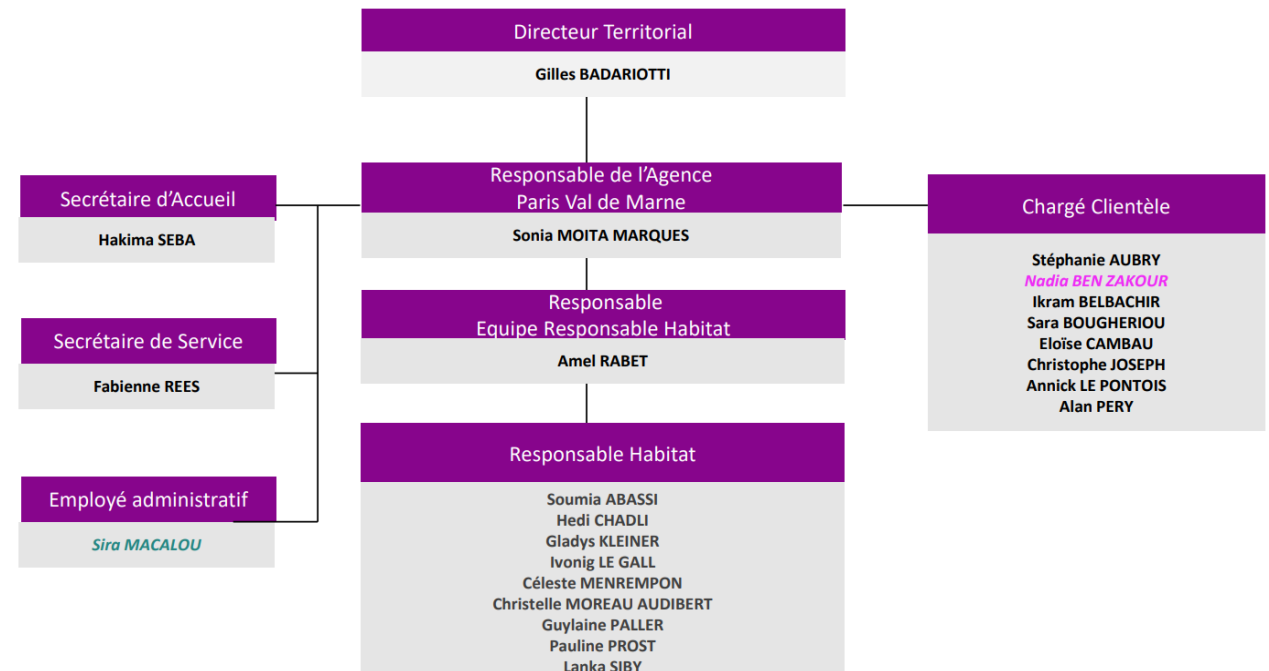 Directeur Territorial
Gilles BADARIOTTI
Responsable de l'Agence
Paris Val de Marne
Sonia MOITA MARQUES
Secrétaire d'Accueil
Hakima SEBA
Chargé Clientèle
Stéphanie AUBRY
Nadia BEN ZAKOUR
Ikram BELBACHIR
Sara BOUGHERIOU
Eloïse CAMBAU
Christophe JOSEPH
Annick LE PONTOIS
Alan PERY
Responsable
Equipe Responsable Habitat
Amel RABET
Secrétaire de Service
Fabienne REES
Responsable Habitat
Soumia ABASSI
Hedi CHADLI
Gladys KLEINER
Ivonig LE GALL
Céleste MENREMPON
Christelle MOREAU AUDIBERT
Guylaine PALLER
Pauline PROST
Lanka SIBY
Employé administratif
Sira MACALOU